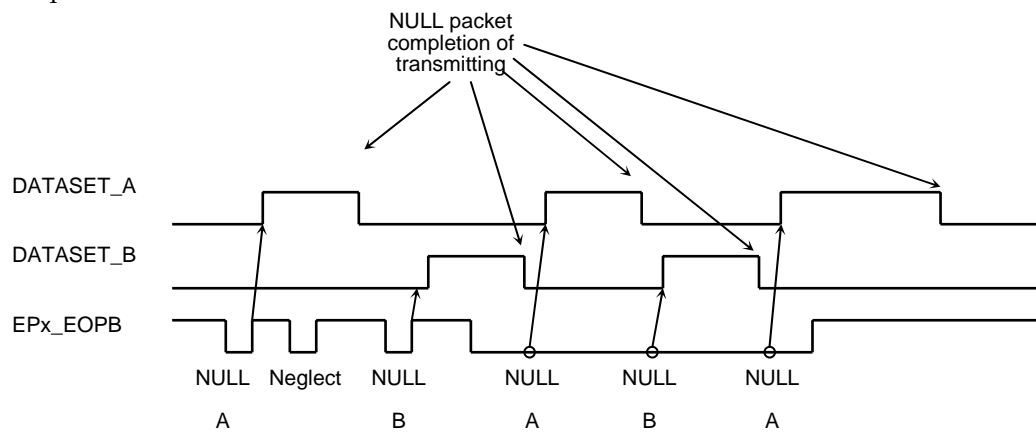 NULL packet
completion of
transmitting
DATASET_A
DATASET_B
EPx_EOPB
NULL Neglect NULL NULL NULL NULL
A B A B A